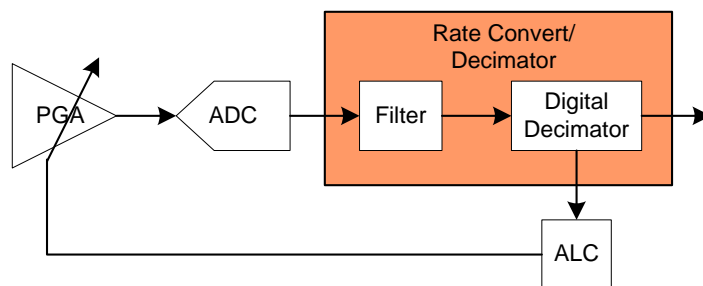 Rate Convert/
Decimator
PGA
ADC
Filter
Digital
Decimator
ALC